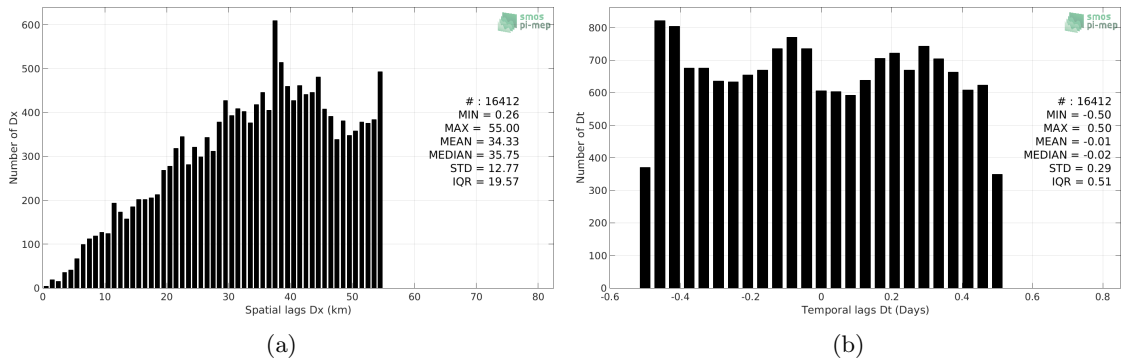 smos
pi-mep
600
500
400
300
200
100
0
Number of Dx
# : 16412
MIN = 0.26
MAX = 55.00
MEAN = 34.33
MEDIAN = 35.75
STD = 12.77
IQR = 19.57
0 10 20 30 40 50 60 70 80
Spatial lags Dx (km)
(a)
smos
pi-mep
800
700
600
500
400
300
200
100
0
Number of Dt
# : 16412
MIN = -0.50
MAX = 0.50
MEAN = -0.01
MEDIAN = -0.02
STD = 0.29
IQR = 0.51
-0.6 -0.4 -0.2 0 0.2 0.4 0.6 0.8
Temporal lags Dt (Days)
(b)